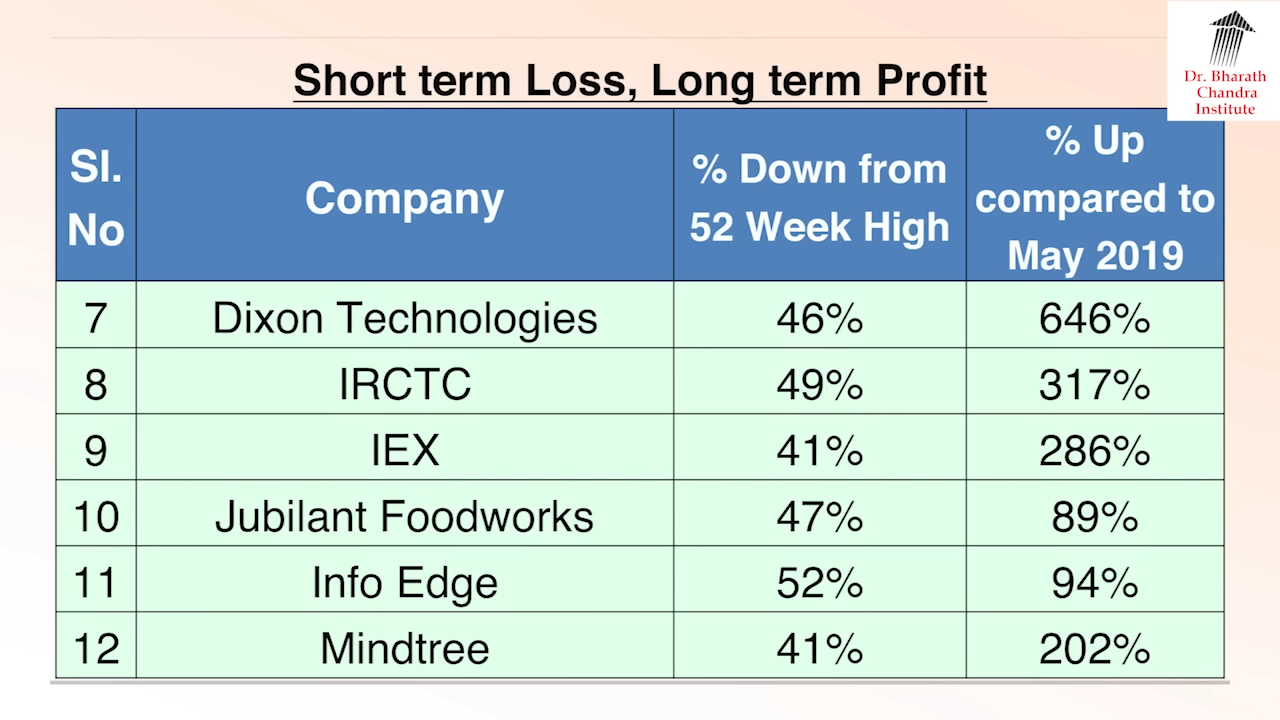 Short term Loss, Long term Profit
Dr. Bharath
Chandra
Institute
Sl.
No
Company
% Down from
52 Week High
% Up
compared to
May 2019
7 Dixon Technologies 46% 646%
8 IRCTC 49% 317%
9 IEX 41% 286%
10 Jubilant Foodworks 47% 89%
11 Info Edge 52% 94%
12 Mindtree 41% 202%